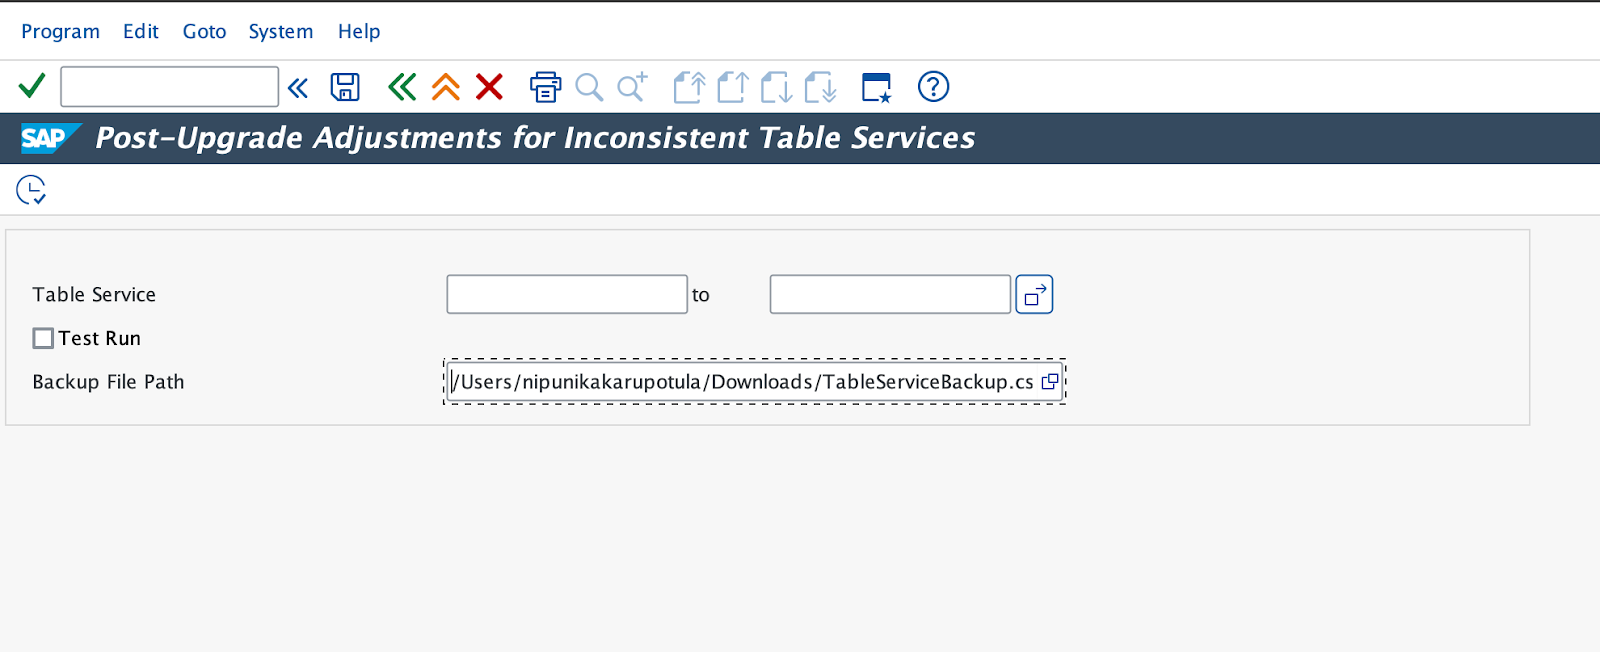 Program Edit Goto System Help
SAP Post-Upgrade Adjustments for Inconsistent Table Services
Table Service to
Test Run
Backup File Path /Users/nipunikakarupotula/Downloads/TableServiceBackup.cs